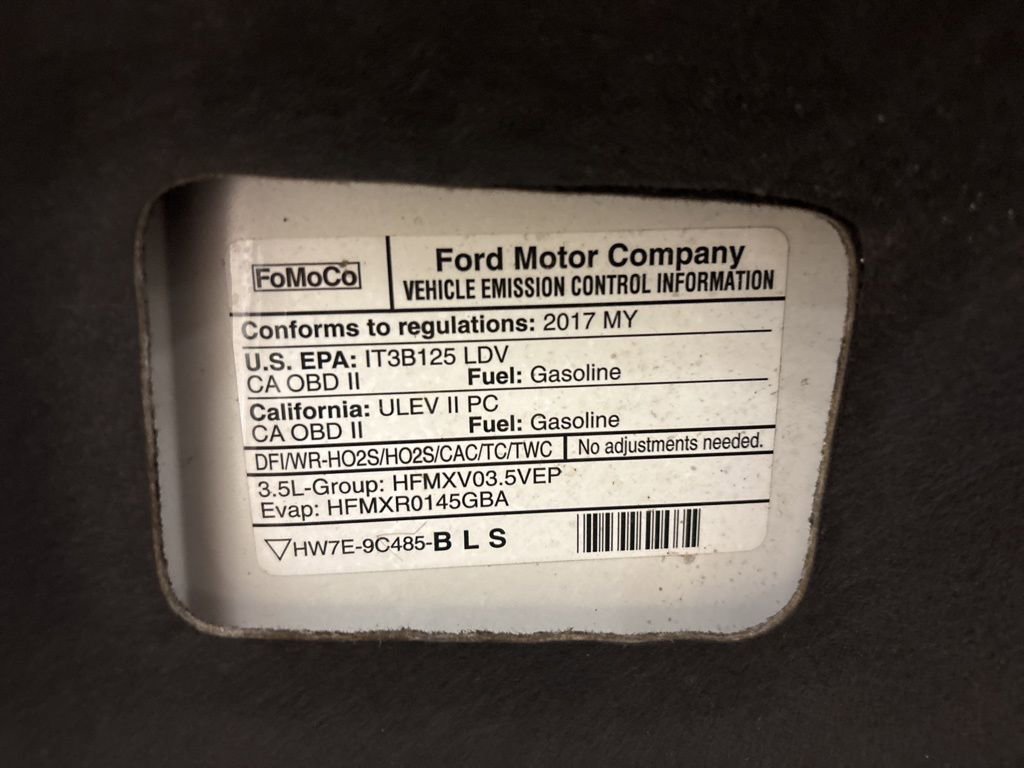 FoMoCo
Ford Motor Company
VEHICLE EMISSION CONTROL INFORMATION
Conforms to regulations: 2017 MY
U.S. EPA: IT3B125 LDV
CA OBD II Fuel: Gasoline
California: ULEV II PC
CA OBD II Fuel: Gasoline
DFI/WR-HO2S/HO2S/CAC/TC/TWC No adjustments needed.
3.5L-Group: HFMXV03.5VEP
Evap: HFMXR0145GBA
HW7E-9C485-B L S